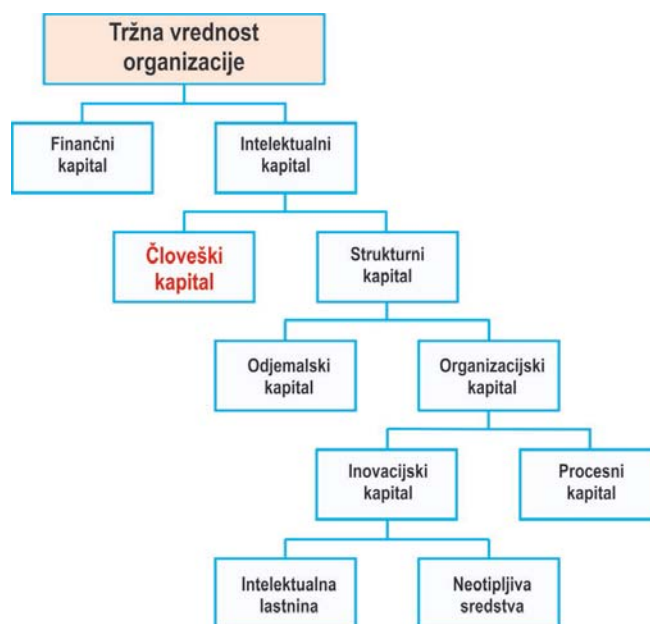 Tržna vrednost
organizacije
Finančni
kapital
Intelektualni
kapital
Človeški
kapital
Strukturni
kapital
Odjemalski
kapital
Organizacijski
kapital
Inovacijski
kapital
Procesni
kapital
Intelektualna
lastnina
Neotipljiva
sredstva